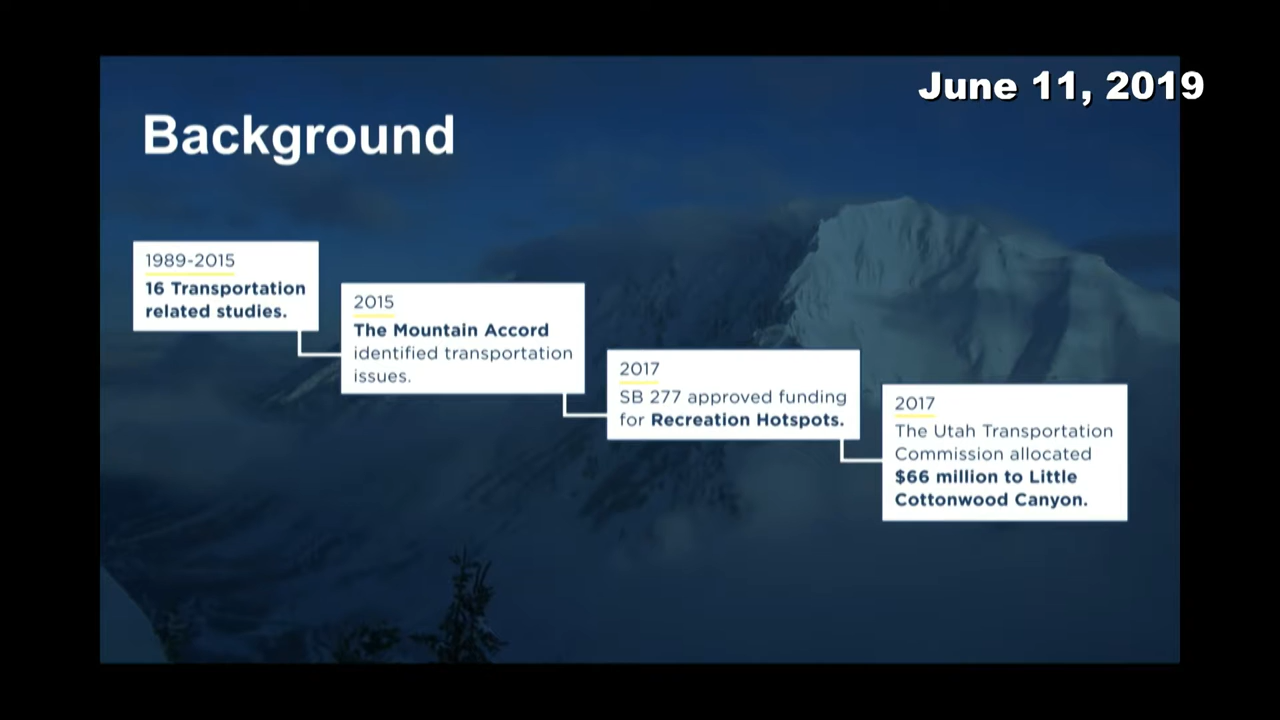 June 11, 2019
Background
1989-2015
16 Transportation
related studies.
2015
The Mountain Accord
identified transportation
issues.
2017
SB 277 approved funding
for Recreation Hotspots.
2017
The Utah Transportation
Commission allocated
$66 million to Little
Cottonwood Canyon.